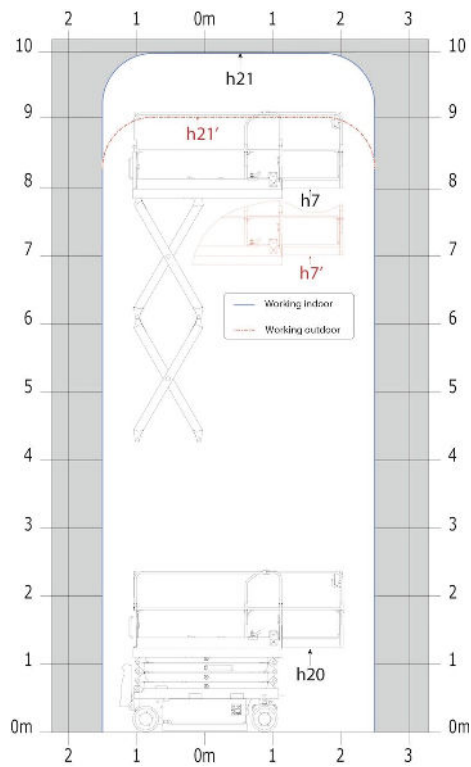 2 1 0m 1 2 3
10 10
h21
9 9
h21'
8 8
h7
7 7
h7'
Working indoor
6 6
Working outdoor
5 5
4 4
3 3
2 2
1 1
h20
0m 0m
2 1 0m 1 2 3